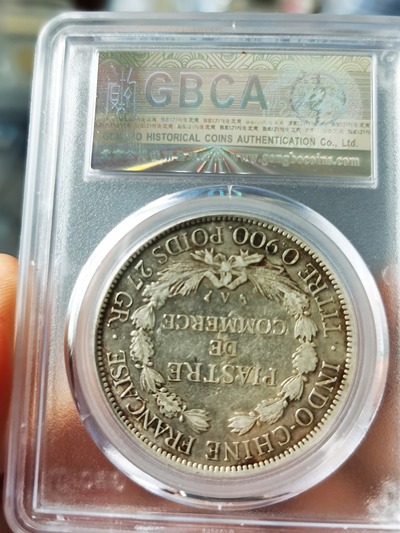 GBCA
HISTORICAL COINS AUTHENTICATION Co., Ltd.
www.gongbocoins.com
INDO-CHINE FRANÇAISE
PIASTRE
DE
COMMERCE
TITRE 0.900. POIDS 27 GR.